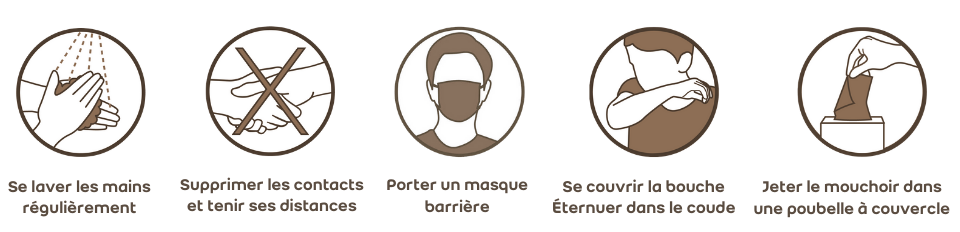 Se laver les mains
régulièrement
Supprimer les contacts
et tenir ses distances
Porter un masque
barrière
Se couvrir la bouche
Éternuer dans le coude
Jeter le mouchoir dans
une poubelle à couvercle